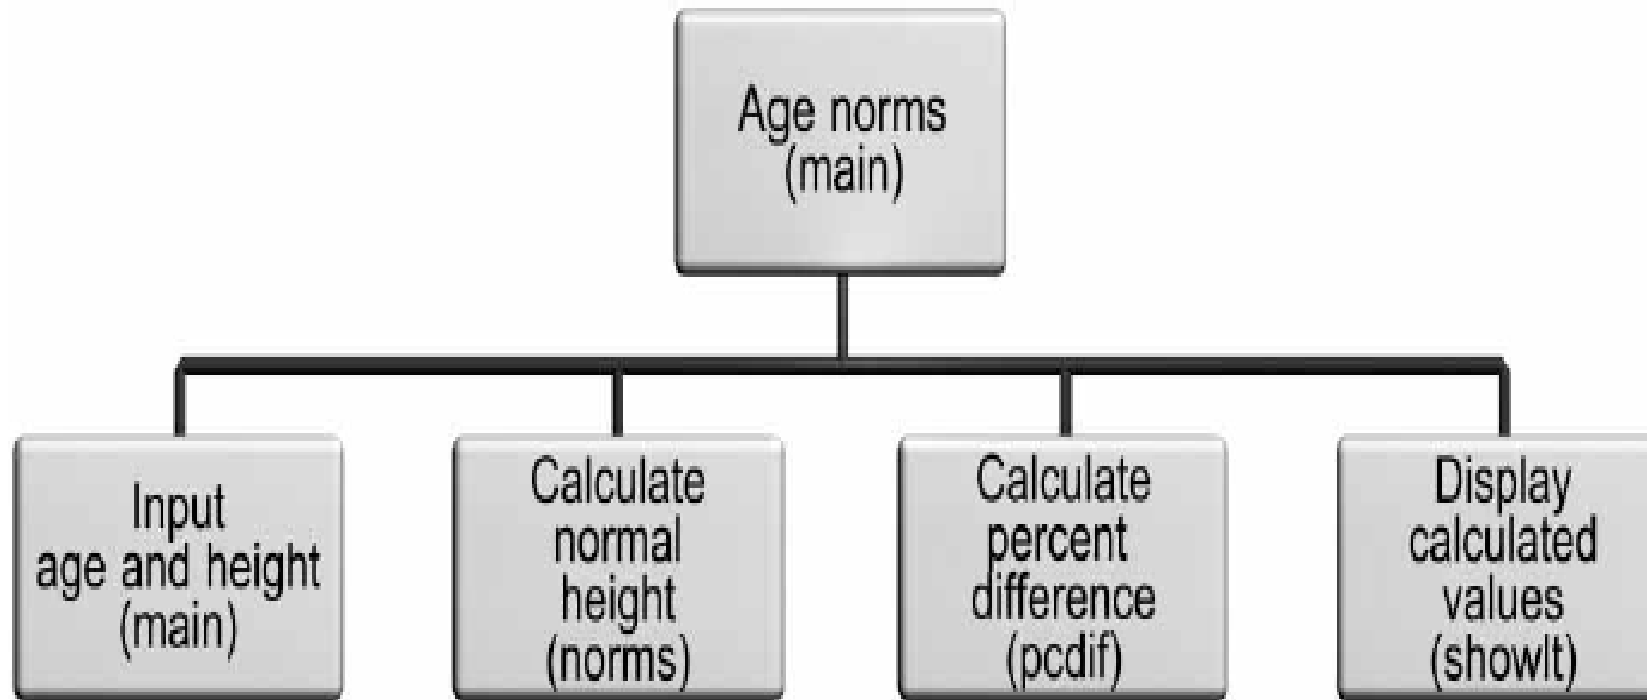 Age norms
(main)
Input
age and height
(main)
Calculate
normal
height
(norms)
Calculate
percent
difference
(pcdif)
Display
calculated
values
(showIt)